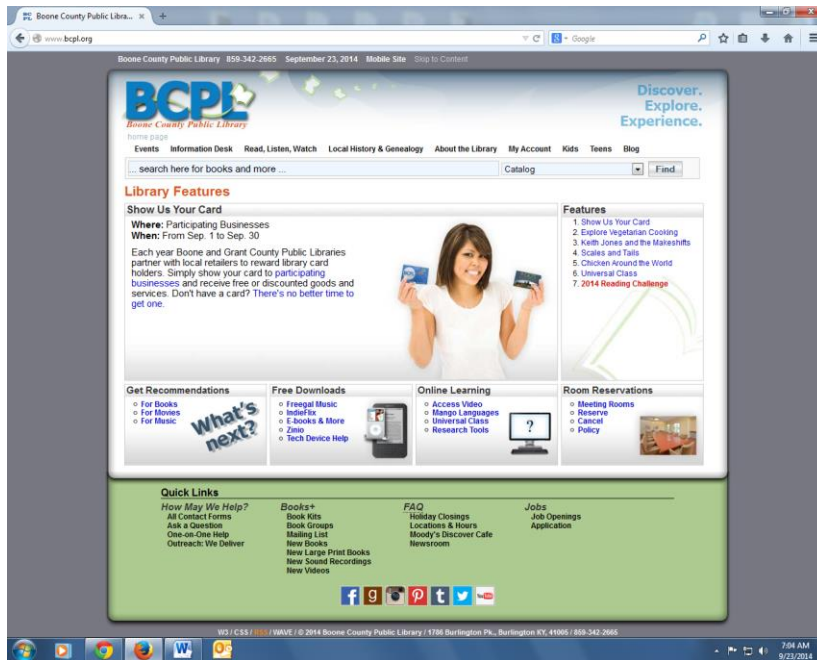 Boone County Public Libra...
www.bcpl.org
Google
Boone County Public Library 859-342-2665 September 23, 2014 Mobile Site Skip to Content
BCPL
Boone County Public Library
Discover.
Explore.
Experience.
home page
Events Information Desk Read, Listen, Watch Local History & Genealogy About the Library My Account Kids Teens Blog
... search here for books and more ... Catalog Find
Library Features
Show Us Your Card
Where: Participating Businesses
When: From Sep. 1 to Sep. 30
Each year Boone and Grant County Public Libraries
partner with local retailers to reward library card
holders. Simply show your card to participating
businesses and receive free or discounted goods and
services. Don't have a card? There's no better time to
get one.
Features
1. Show Us Your Card
2. Explore Vegetarian Cooking
3. Keith Jones and the Makeshifts
4. Scales and Tails
5. Chicken Around the World
6. Universal Class
7. 2014 Reading Challenge
Get Recommendations
For Books
For Movies
For Music
What's
next?
Free Downloads
Freegal Music
IndieFlix
E-books & More
Zinio
Tech Device Help
Online Learning
Access Video
Mango Languages
Universal Class
Research Tools
?
Room Reservations
Meeting Rooms
Reserve
Cancel
Policy
Quick Links
How May We Help?
All Contact Forms
Ask a Question
One-on-One Help
Outreach: We Deliver
Books+
Book Kits
Book Groups
Mailing List
New Books
New Large Print Books
New Sound Recordings
New Videos
FAQ
Holiday Closings
Locations & Hours
Moody's Discover Cafe
Newsroom
Jobs
Job Openings
Application
W3 / CSS / RSS / WAVE / © 2014 Boone County Public Library / 1786 Burlington Pk., Burlington KY, 41005 / 859-342-2665
7:04 AM
9/23/2014